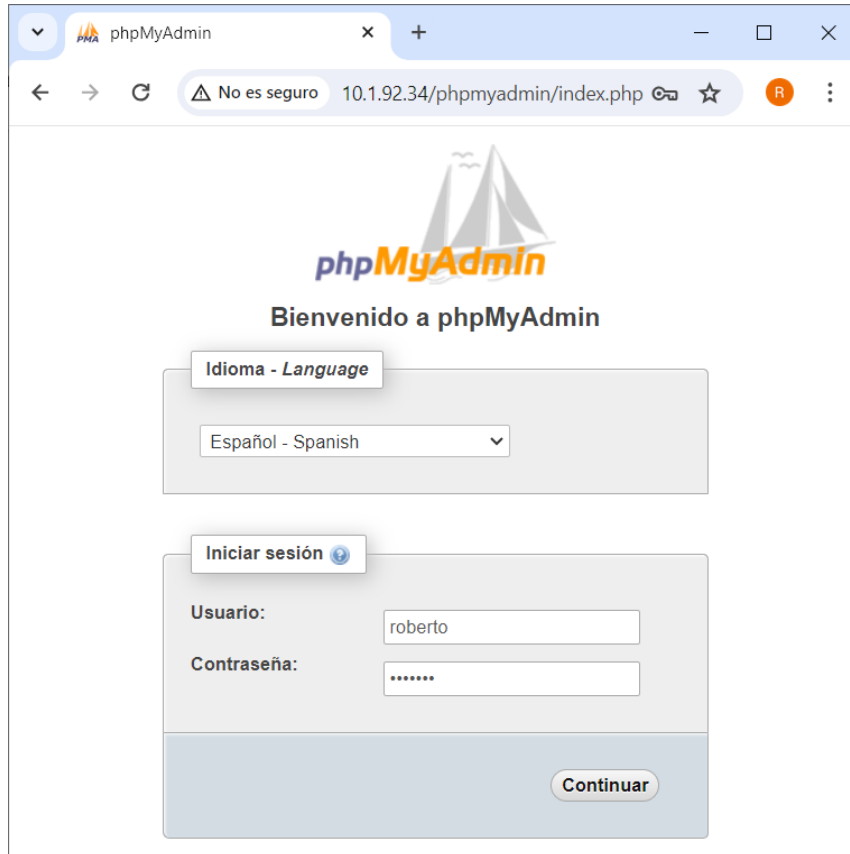 PMA phpMyAdmin
No es seguro 10.1.92.34/phpmyadmin/index.php R
phpMyAdmin
Bienvenido a phpMyAdmin
Idioma - Language
Español - Spanish
Iniciar sesión
Usuario: roberto
Contraseña: •••••••
Continuar